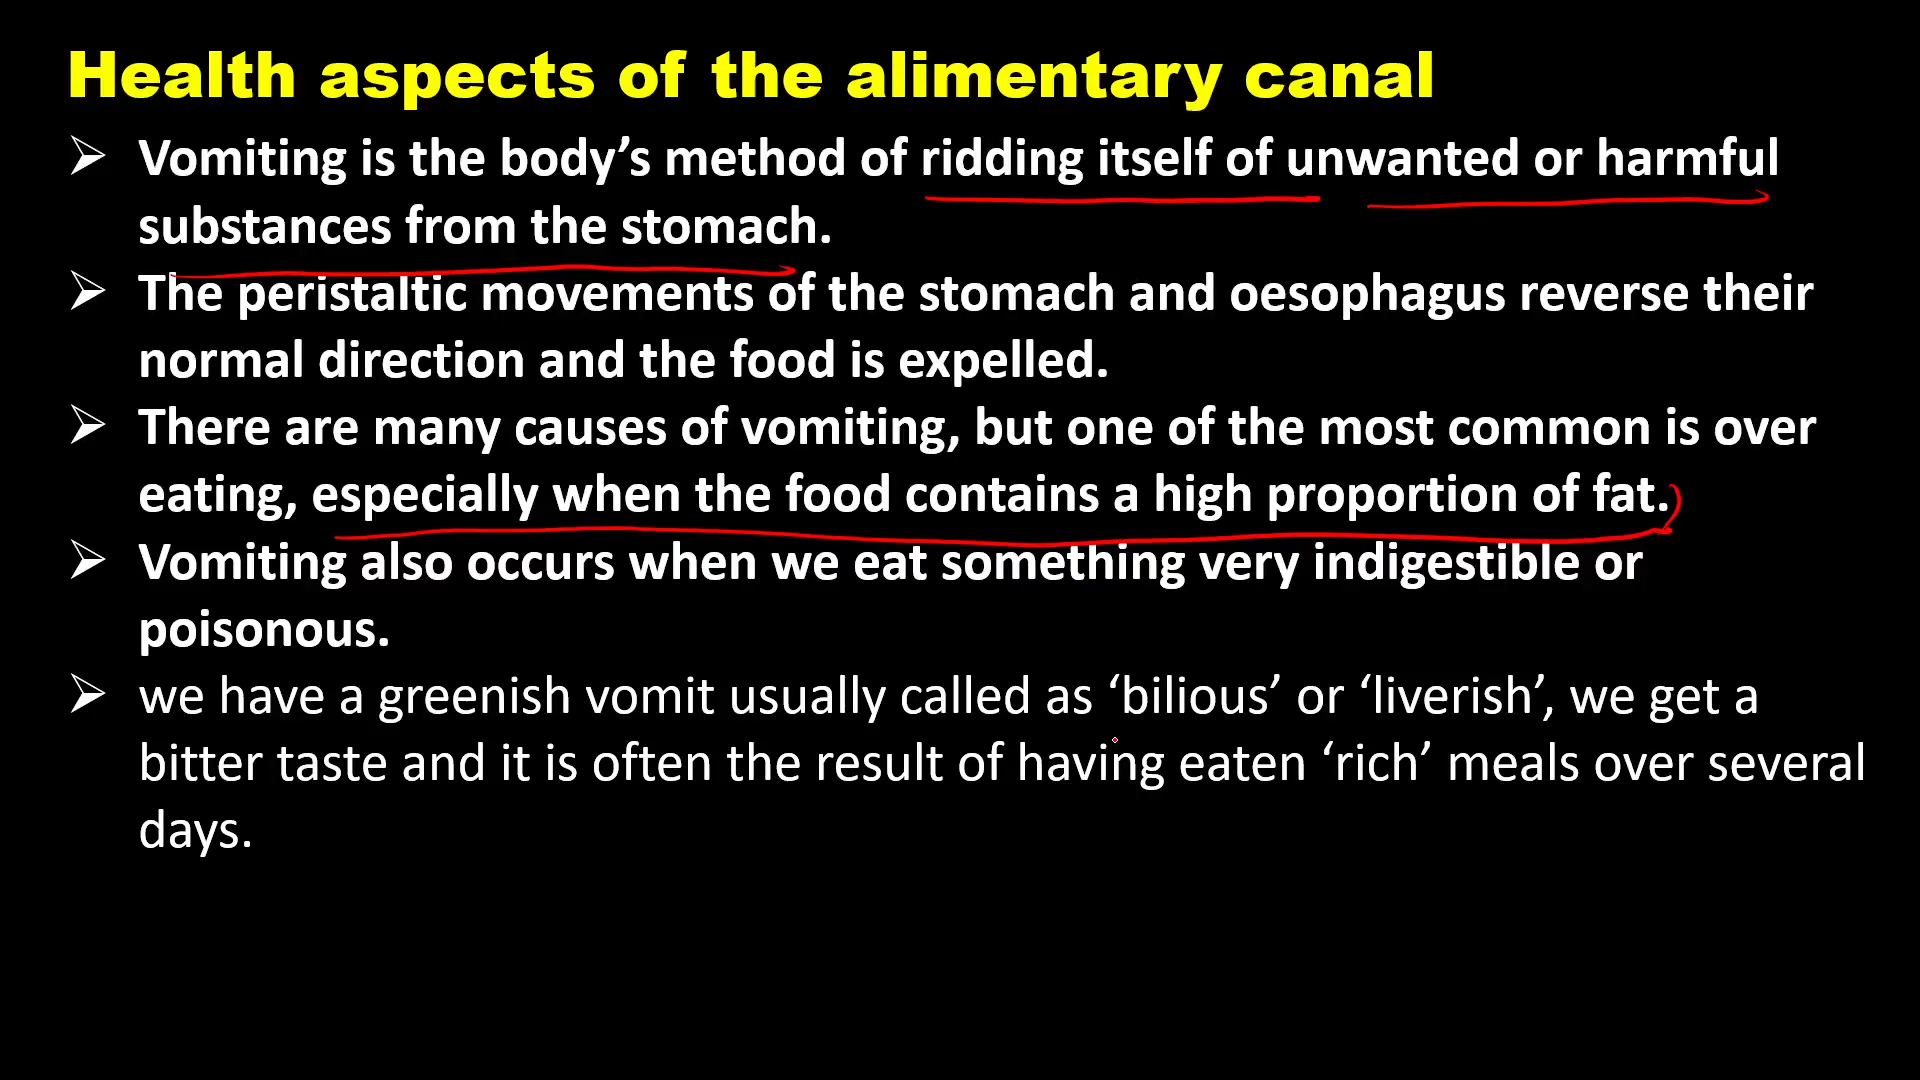 Health aspects of the alimentary canal
➢ Vomiting is the body’s method of ridding itself of unwanted or harmful
substances from the stomach.
➢ The peristaltic movements of the stomach and oesophagus reverse their
normal direction and the food is expelled.
➢ There are many causes of vomiting, but one of the most common is over
eating, especially when the food contains a high proportion of fat.
➢ Vomiting also occurs when we eat something very indigestible or
poisonous.
➢ we have a greenish vomit usually called as ‘bilious’ or ‘liverish’, we get a
bitter taste and it is often the result of having eaten ‘rich’ meals over several
days.